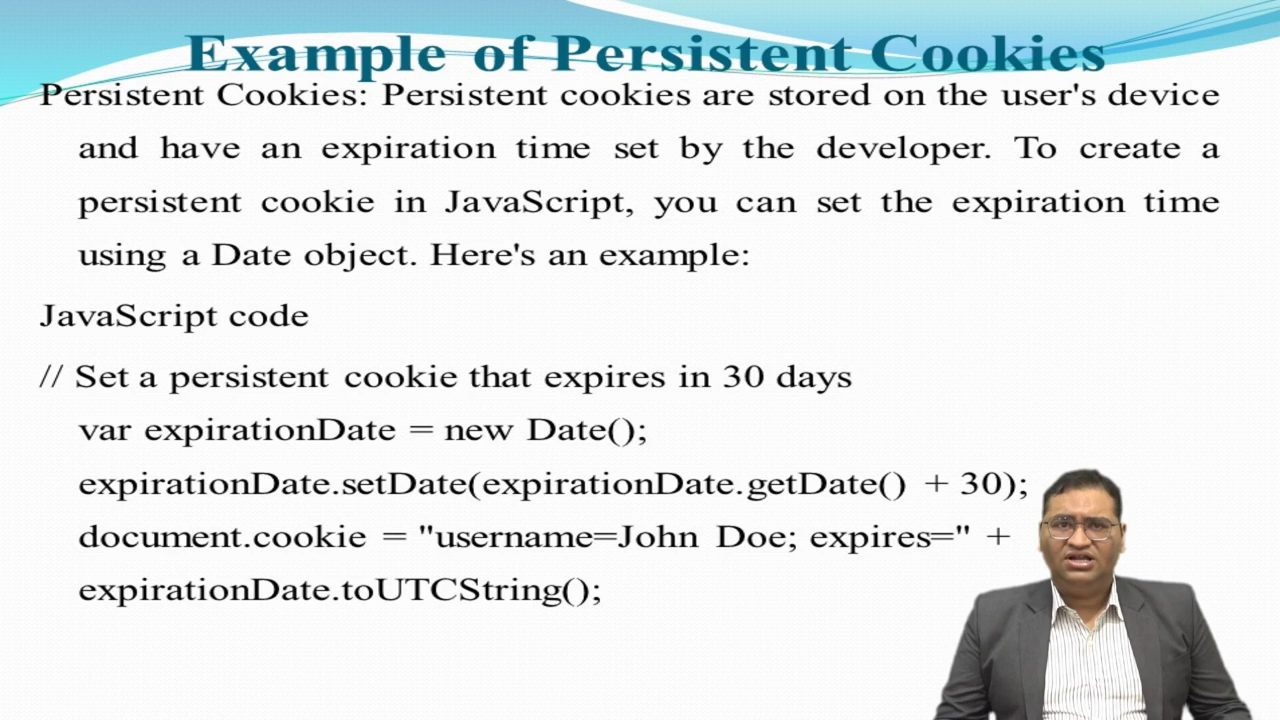 Example of Persistent Cookies
Persistent Cookies: Persistent cookies are stored on the user's device
and have an expiration time set by the developer. To create a
persistent cookie in JavaScript, you can set the expiration time
using a Date object. Here's an example:
JavaScript code
// Set a persistent cookie that expires in 30 days
var expirationDate = new Date();
expirationDate.setDate(expirationDate.getDate() + 30);
document.cookie = "username=John Doe; expires=" +
expirationDate.toUTCString();